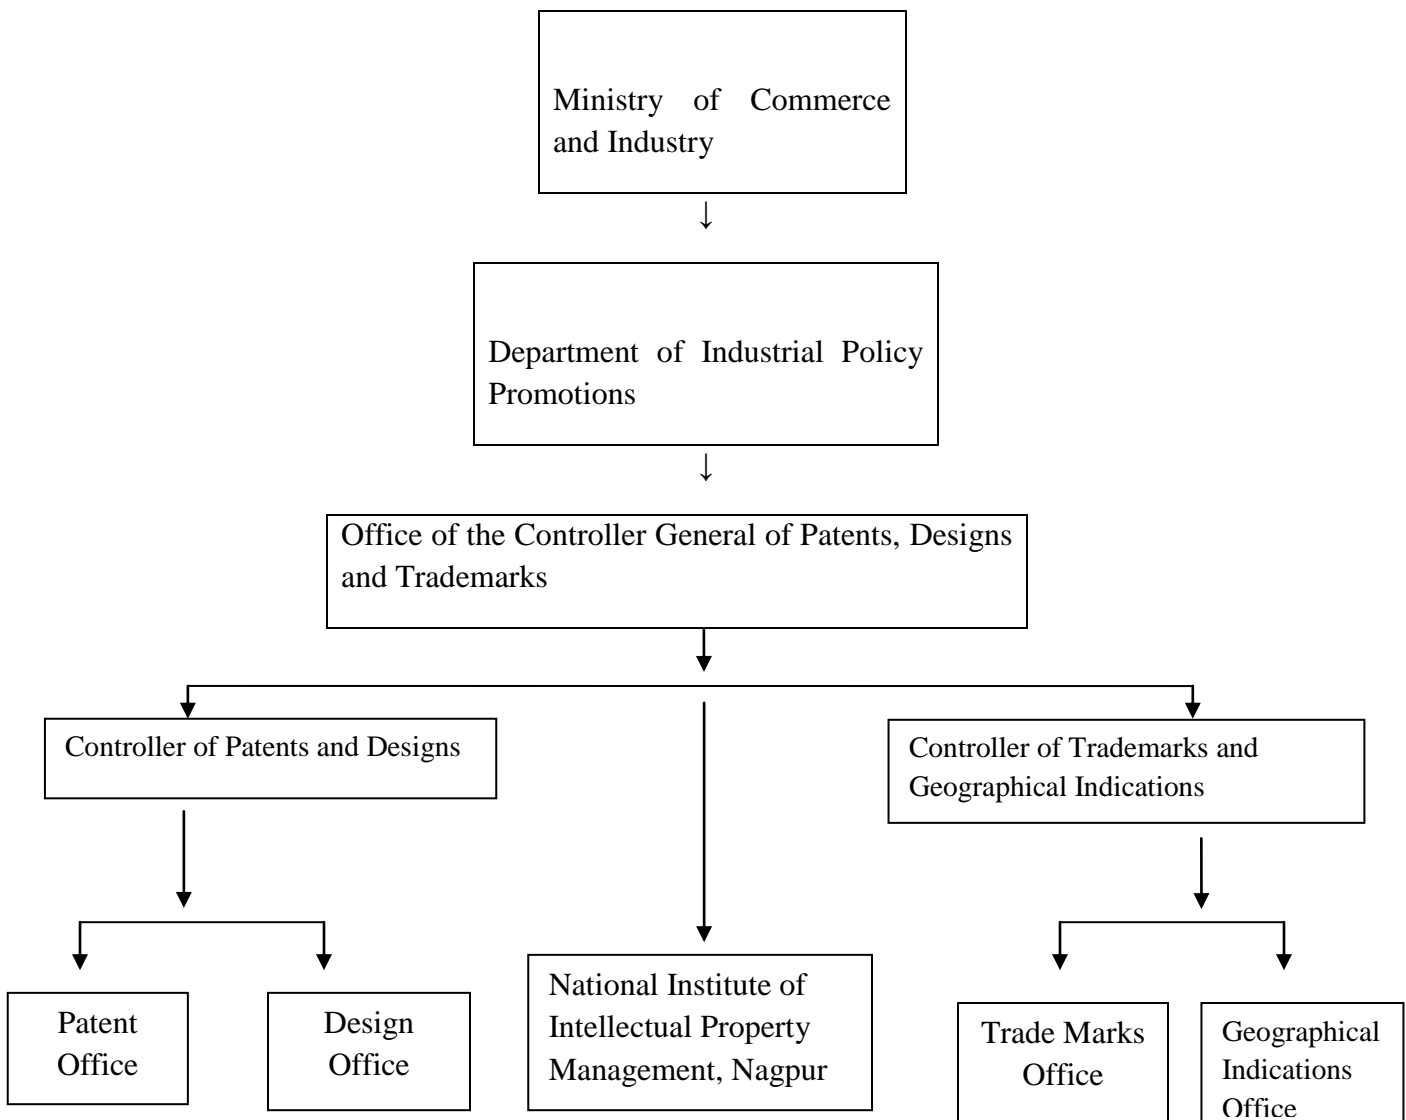 Ministry of Commerce
and Industry
↓
Department of Industrial Policy
Promotions
↓
Office of the Controller General of Patents, Designs
and Trademarks
Controller of Patents and Designs
Controller of Trademarks and
Geographical Indications
Patent
Office
Design
Office
National Institute of
Intellectual Property
Management, Nagpur
Trade Marks
Office
Geographical
Indications
Office